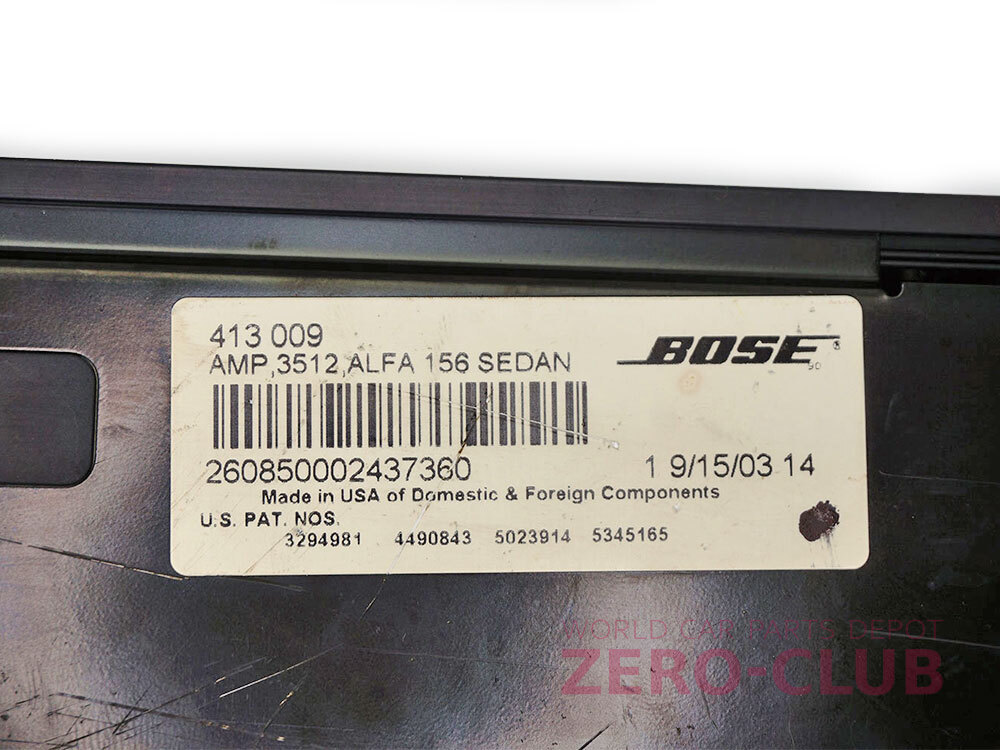 413 009
AMP,3512,ALFA 156 SEDAN
BOSE
260850002437360
1 9/15/03 14
Made in USA of Domestic & Foreign Components
U.S. PAT. NOS.
3294981 4490843 5023914 5345165
WORLD CAR PARTS DEPOT
ZERO-CLUB